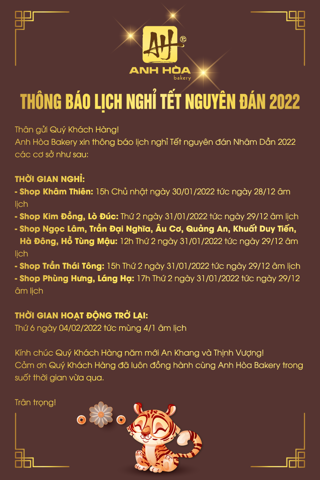 AH®
ANH HÒA
bakery
THÔNG BÁO LỊCH NGHỈ TẾT NGUYÊN ĐÁN 2022
Thân gửi Quý Khách Hàng!
Anh Hòa Bakery xin thông báo lịch nghỉ Tết nguyên đán Nhâm Dần 2022
các cơ sở như sau:
THỜI GIAN NGHỈ:
- Shop Khâm Thiên: 15h Chủ nhật ngày 30/01/2022 tức ngày 28/12 âm
lịch
- Shop Kim Đồng, Lò Đúc: Thứ 2 ngày 31/01/2022 tức ngày 29/12 âm lịch
- Shop Ngọc Lâm, Trần Đại Nghĩa, Âu Cơ, Quảng An, Khuất Duy Tiến,
Hà Đông, Hồ Tùng Mậu: 12h Thứ 2 ngày 31/01/2022 tức ngày 29/12 âm
lịch
- Shop Trần Thái Tông: 15h Thứ 2 ngày 31/01/2022 tức ngày 29/12 âm lịch
- Shop Phùng Hưng, Láng Hạ: 17h Thứ 2 ngày 31/01/2022 tức ngày 29/12
âm lịch
THỜI GIAN HOẠT ĐỘNG TRỞ LẠI:
Thứ 6 ngày 04/02/2022 tức mùng 4/1 âm lịch
Kính chúc Quý Khách Hàng năm mới An Khang và Thịnh Vượng!
Cảm ơn Quý Khách Hàng đã luôn đồng hành cùng Anh Hòa Bakery trong
suốt thời gian vừa qua.
Trân trọng!